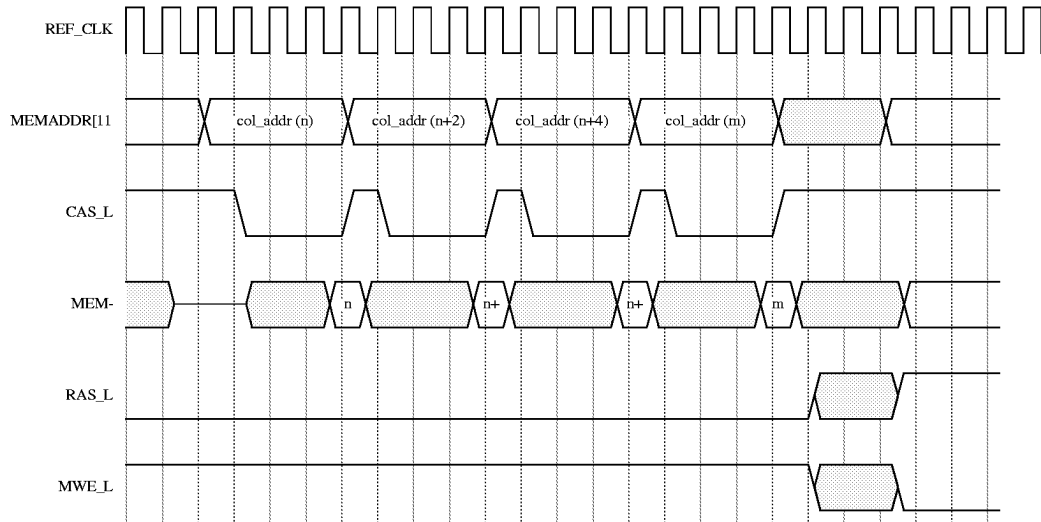 REF_CLK
MEMADDR[11
col_addr (n)
col_addr (n+2)
col_addr (n+4)
col_addr (m)
CAS_L
MEM-
n
n+
n+
m
RAS_L
MWE_L